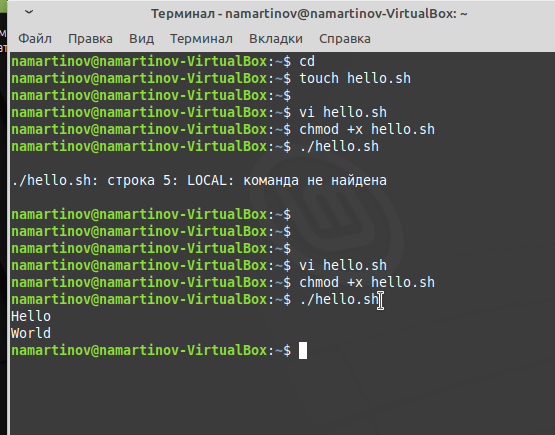 Терминал - namartinov@namartinov-VirtualBox: ~
Файл Правка Вид Терминал Вкладки Справка
namartinov@namartinov-VirtualBox:~$ cd
namartinov@namartinov-VirtualBox:~$ touch hello.sh
namartinov@namartinov-VirtualBox:~$
namartinov@namartinov-VirtualBox:~$ vi hello.sh
namartinov@namartinov-VirtualBox:~$ chmod +x hello.sh
namartinov@namartinov-VirtualBox:~$ ./hello.sh
./hello.sh: строка 5: LOCAL: команда не найдена
namartinov@namartinov-VirtualBox:~$
namartinov@namartinov-VirtualBox:~$
namartinov@namartinov-VirtualBox:~$
namartinov@namartinov-VirtualBox:~$ vi hello.sh
namartinov@namartinov-VirtualBox:~$ chmod +x hello.sh
namartinov@namartinov-VirtualBox:~$ ./hello.sh
Hello
World
namartinov@namartinov-VirtualBox:~$